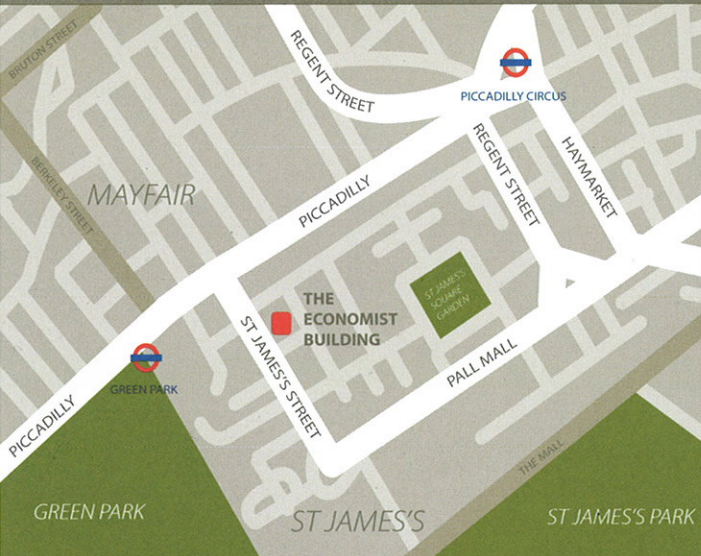 BRUTON STREET
REGENT STREET
PICCADILLY CIRCUS
BERKELEY STREET
MAYFAIR
PICCADILLY
REGENT STREET
HAYMARKET
ST JAMES'S
SQUARE
GARDEN
THE
ECONOMIST
BUILDING
ST JAMES'S STREET
PALL MALL
GREEN PARK
PICCADILLY
THE MALL
GREEN PARK
ST JAMES'S
ST JAMES'S PARK